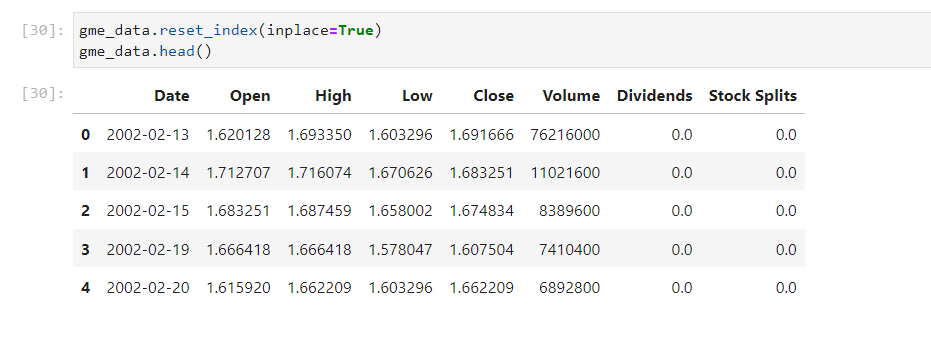 [30]: gme_data.reset_index(inplace=True)
gme_data.head()
[30]: Date Open High Low Close Volume Dividends Stock Splits
0 2002-02-13 1.620128 1.693350 1.603296 1.691666 76216000 0.0 0.0
1 2002-02-14 1.712707 1.716074 1.670626 1.683251 11021600 0.0 0.0
2 2002-02-15 1.683251 1.687459 1.658002 1.674834 8389600 0.0 0.0
3 2002-02-19 1.666418 1.666418 1.578047 1.607504 7410400 0.0 0.0
4 2002-02-20 1.615920 1.662209 1.603296 1.662209 6892800 0.0 0.0